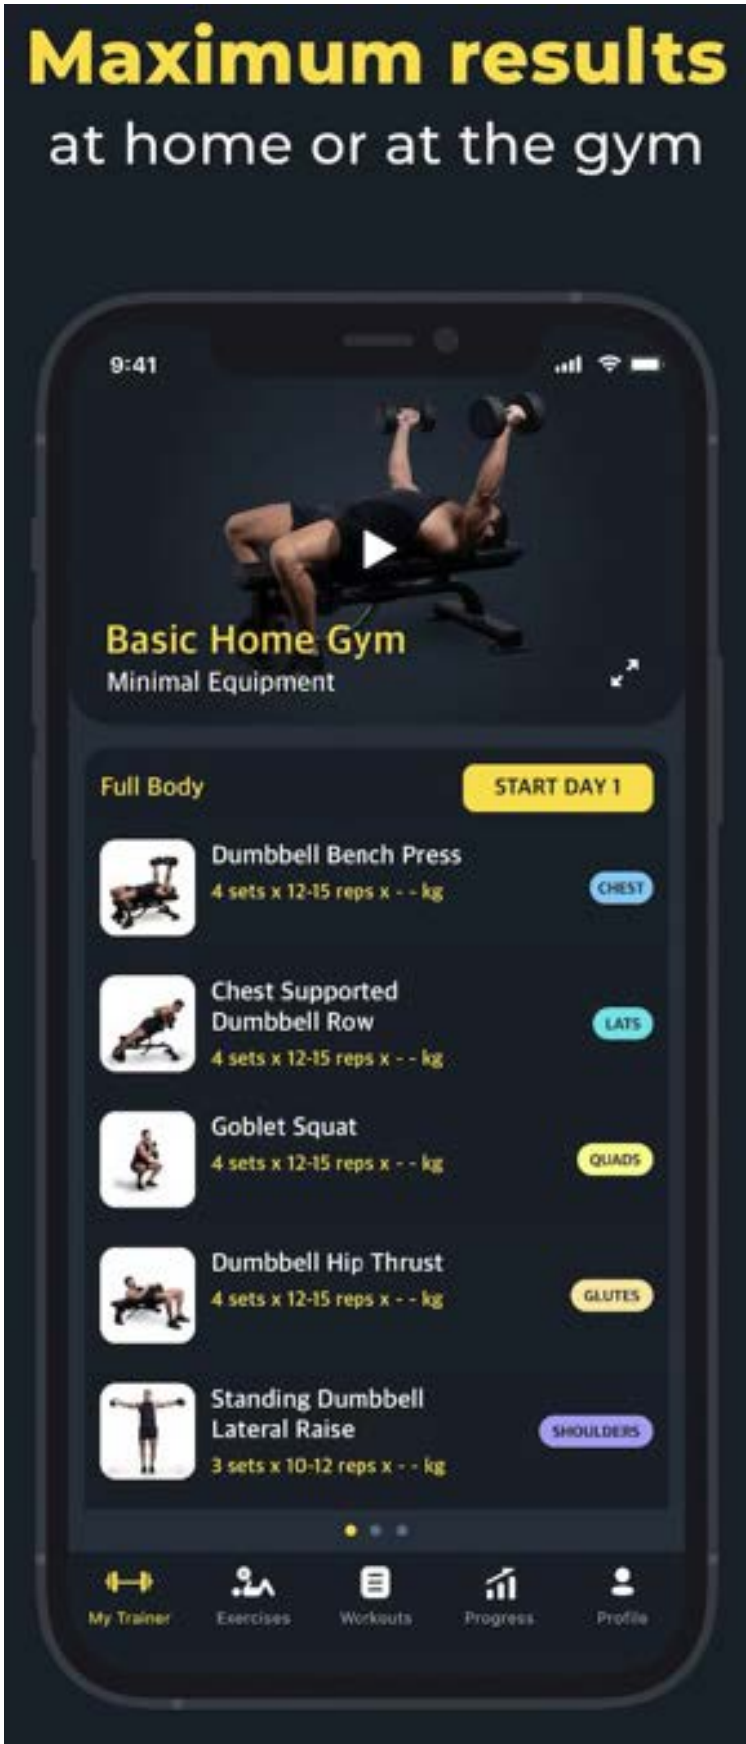 Maximum results
at home or at the gym
9:41
Basic Home Gym
Minimal Equipment
Full Body
START DAY 1
Dumbbell Bench Press
4 sets x 12-15 reps x - - kg
CHEST
Chest Supported
Dumbbell Row
4 sets x 12-15 reps x - - kg
LATS
Goblet Squat
4 sets x 12-15 reps x - - kg
QUADS
Dumbbell Hip Thrust
4 sets x 12-15 reps x - - kg
GLUTES
Standing Dumbbell
Lateral Raise
3 sets x 10-12 reps x - - kg
SHOULDERS
My Trainer
Exercises
Workouts
Progress
Profile